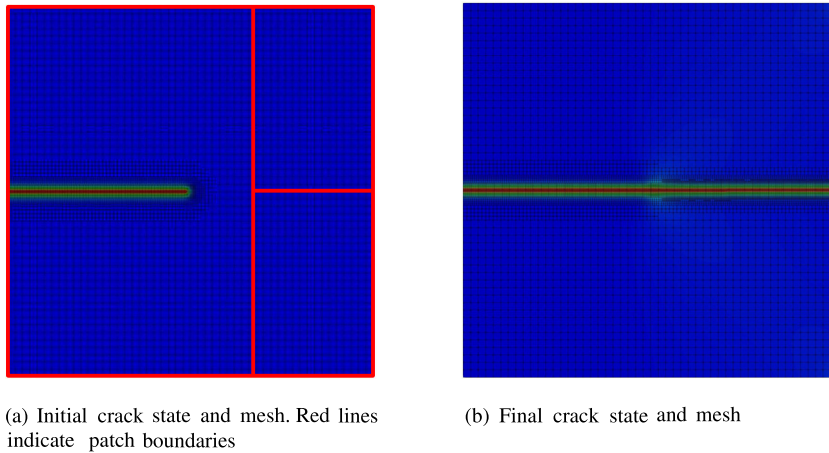 (a) Initial crack state and mesh. Red lines
indicate patch boundaries
(b) Final crack state and mesh